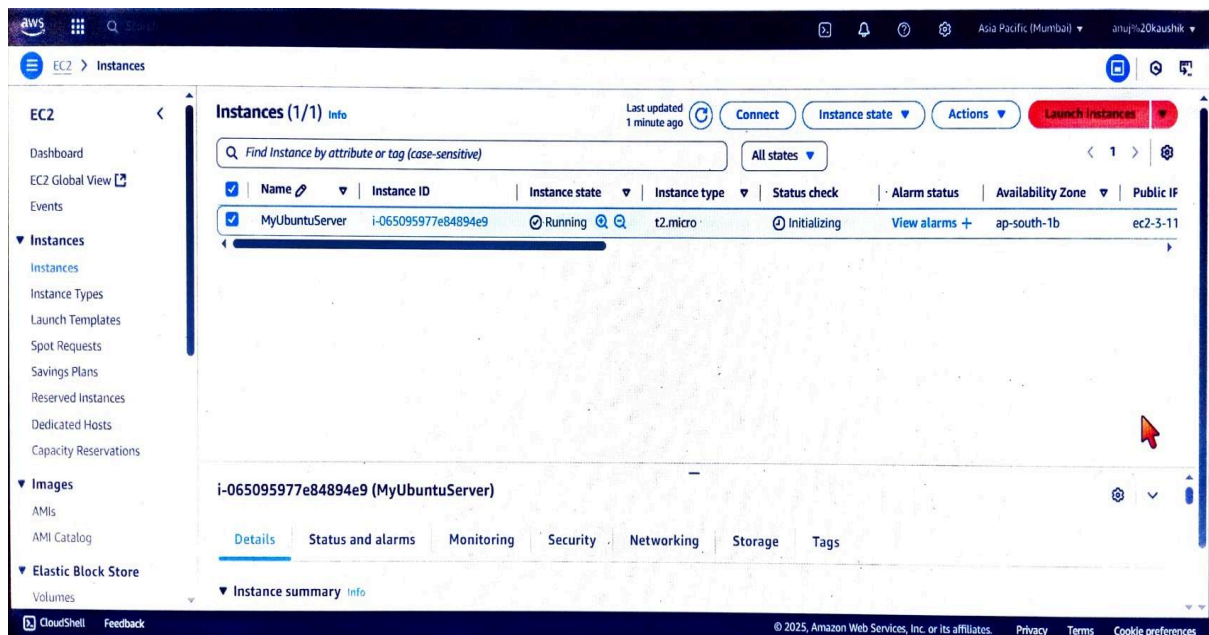 aws
Search
Asia Pacific (Mumbai)
anuj%20kaushik
EC2 > Instances
EC2
Dashboard
EC2 Global View
Events
Instances
Instances
Instance Types
Launch Templates
Spot Requests
Savings Plans
Reserved Instances
Dedicated Hosts
Capacity Reservations
Images
AMIs
AMI Catalog
Elastic Block Store
Volumes
Instances (1/1) Info
Last updated
1 minute ago
Connect
Instance state
Actions
Launch instances
Find Instance by attribute or tag (case-sensitive)
All states
1
Name Instance ID Instance state Instance type Status check Alarm status Availability Zone Public IP
MyUbuntuServer i-065095977e84894e9 Running t2.micro Initializing View alarms + ap-south-1b ec2-3-11
i-065095977e84894e9 (MyUbuntuServer)
Details Status and alarms Monitoring Security Networking Storage Tags
Instance summary Info
CloudShell Feedback
© 2025, Amazon Web Services, Inc. or its affiliates. Privacy Terms Cookie preferences